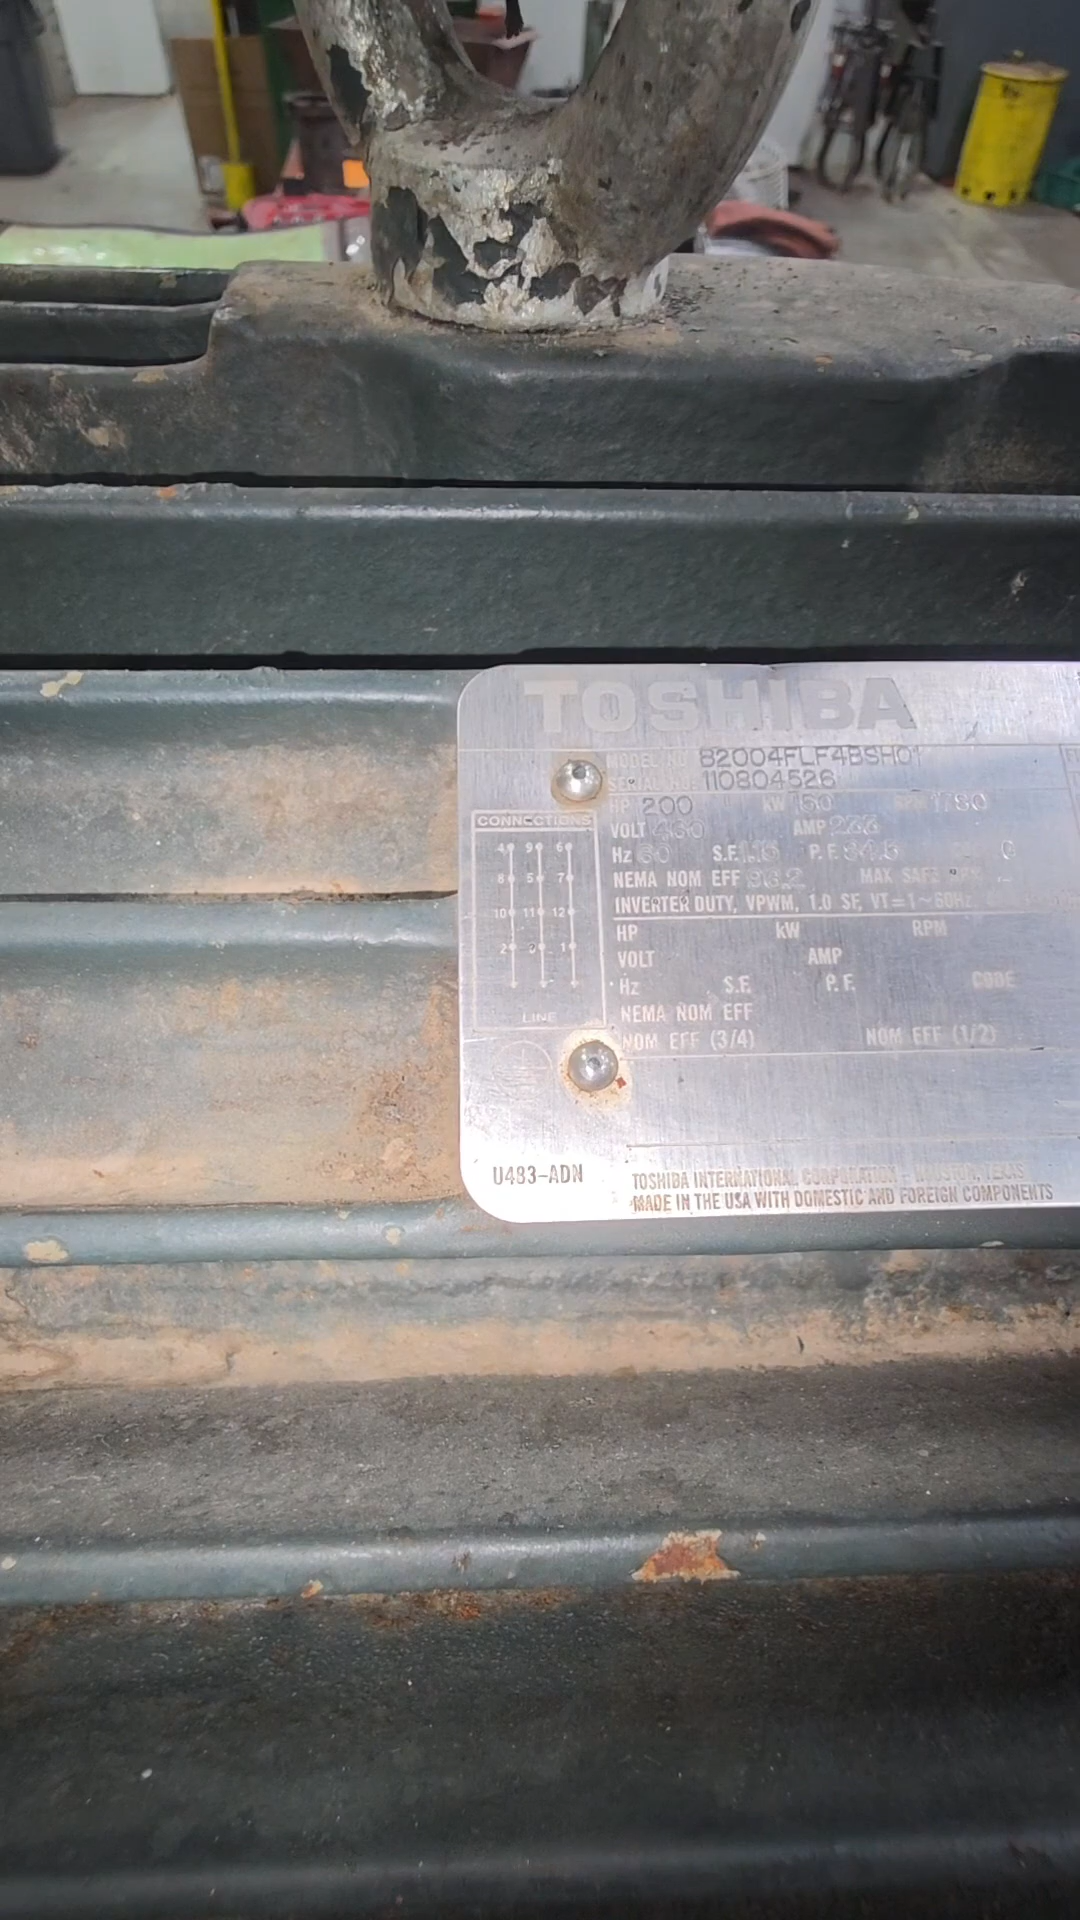 TOSHIBA
MODEL NO. B2004FLF4BSH01
SERIAL NO. 110804526
HP 200 kW 150 RPM 1780
VOLT 460 AMP
Hz 60 S.F. 1.15 P.F. 84.5 G
NEMA NOM EFF 96.2 MAX SAFE RPM
INVERTER DUTY, VPWM, 1.0 SF, VT=1~60Hz,
CONNECTIONS
4 9 6
8 5 7
10 11 12
2 3 1
LINE
HP kW RPM
VOLT AMP
Hz S.F. P.F. CODE
NEMA NOM EFF
NOM EFF (3/4) NOM EFF (1/2)
U483-ADN
TOSHIBA INTERNATIONAL CORPORATION - HOUSTON, TEXAS
MADE IN THE USA WITH DOMESTIC AND FOREIGN COMPONENTS